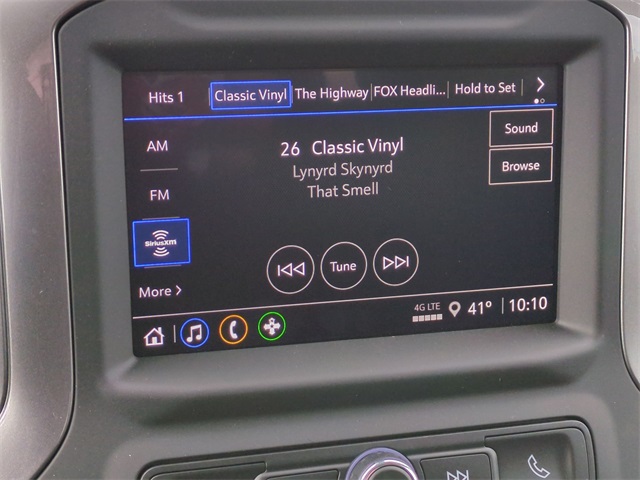 Hits 1 Classic Vinyl The Highway FOX Headli... Hold to Set
AM
FM
SiriusXM
More
26 Classic Vinyl
Lynyrd Skynyrd
That Smell
Sound
Browse
Tune
4G LTE 41° 10:10